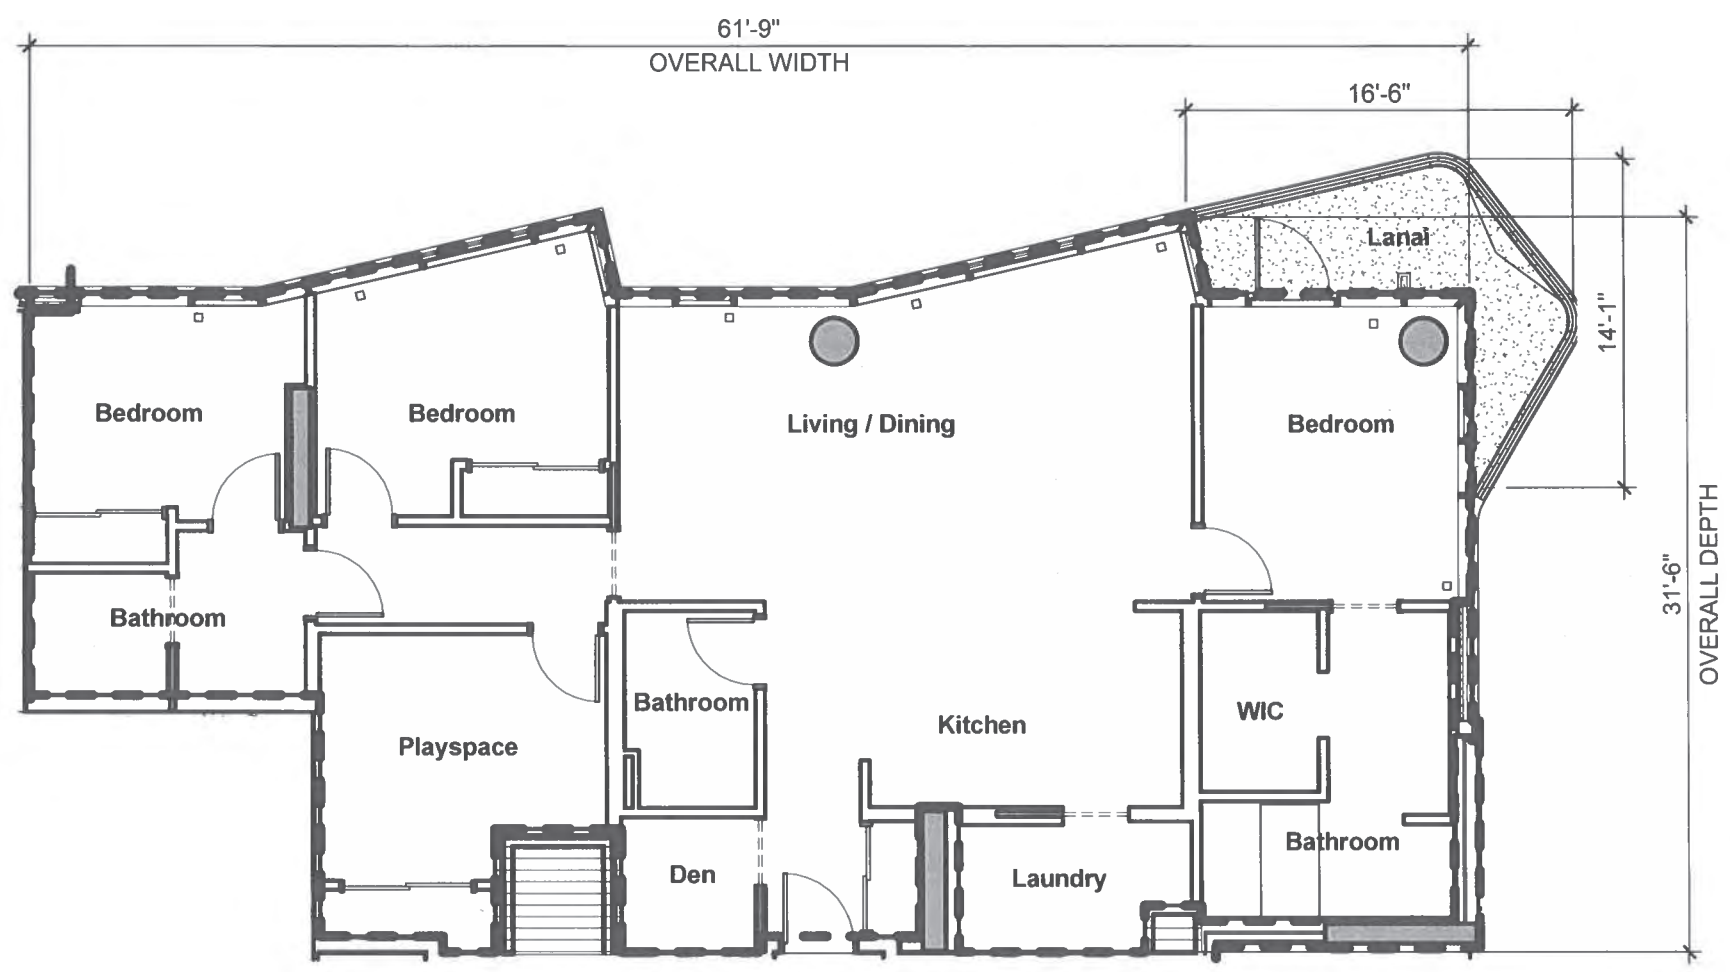 61'-9"
OVERALL WIDTH
16'-6"
Lanai
14'-1"
Bedroom
Bedroom
Living / Dining
Bedroom
31'-6"
OVERALL DEPTH
Bathroom
Bathroom
Playspace
Kitchen
WIC
Den
Laundry
Bathroom